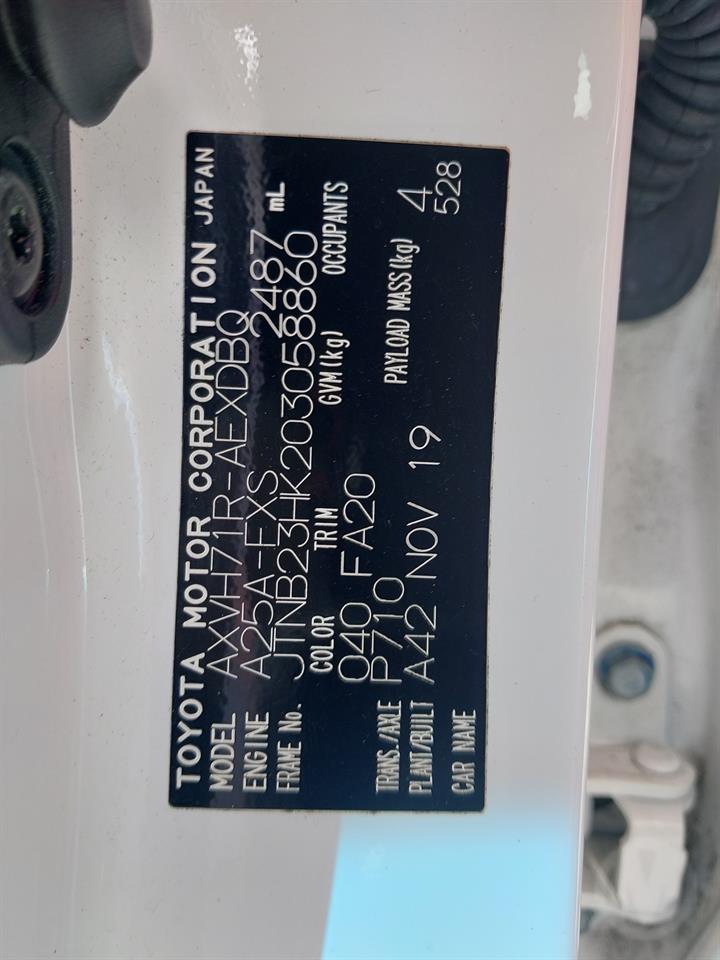 TOYOTA MOTOR CORPORATION JAPAN
MODEL AXVH71R-AEXDBQ
ENGINE A25A-FXS 2487 mL
FRAME No. JTNB23HK203058860
COLOR TRIM GVM(kg) OCCUPANTS
040 FA20 4
TRANS./AXLE P710 PAYLOAD MASS(kg) 528
PLANT/BUILT A42 NOV 19
CAR NAME